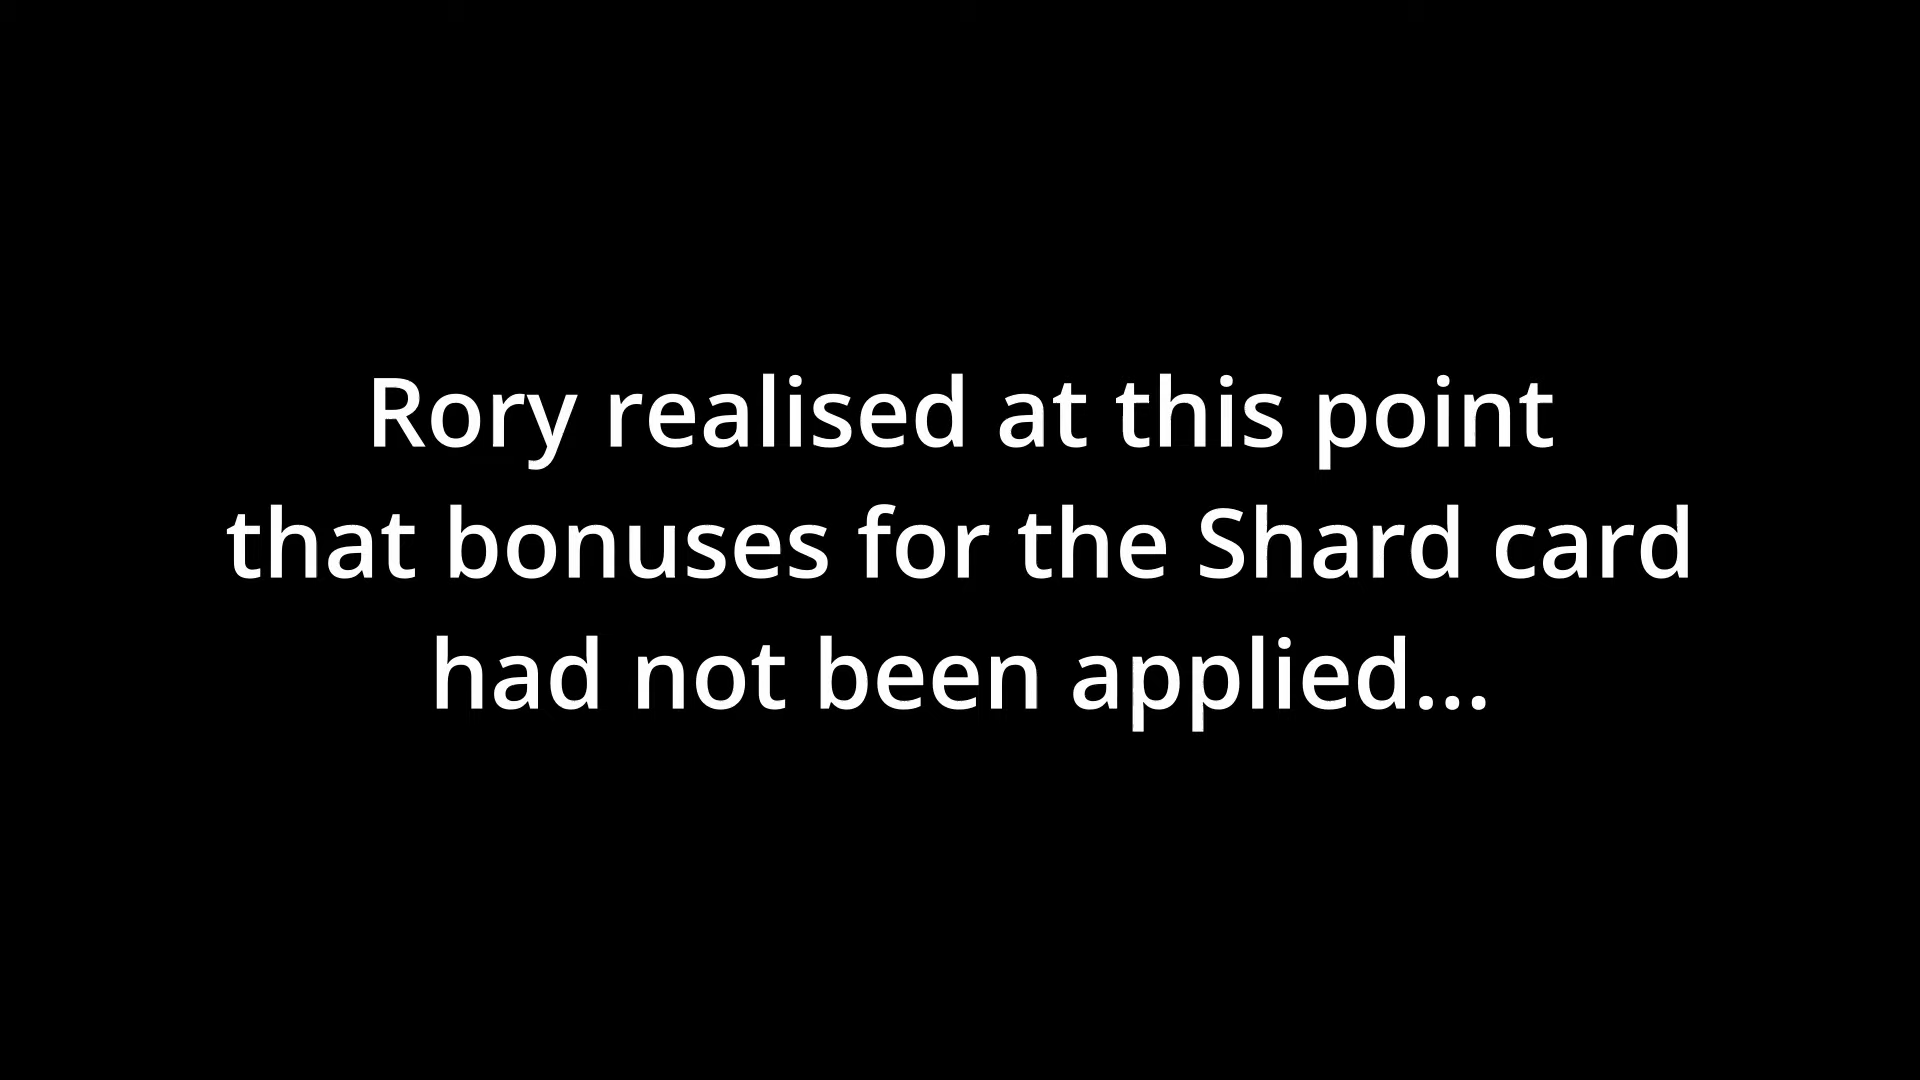 Rory realised at this point
that bonuses for the Shard card
had not been applied...